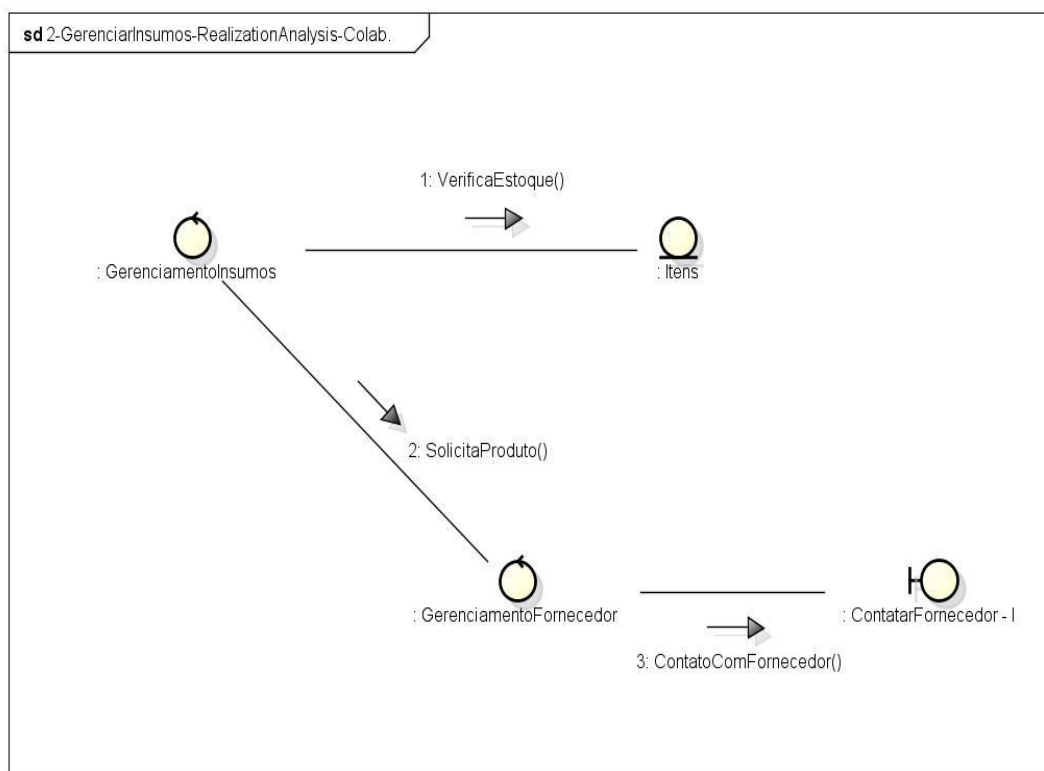 sd 2-GerenciarInsumos-RealizationAnalysis-Colab.
1: VerificaEstoque()
: GerenciamentoInsumos
: Itens
2: SolicitaProduto()
: GerenciamentoFornecedor
: ContatarFornecedor - I
3: ContatoComFornecedor()